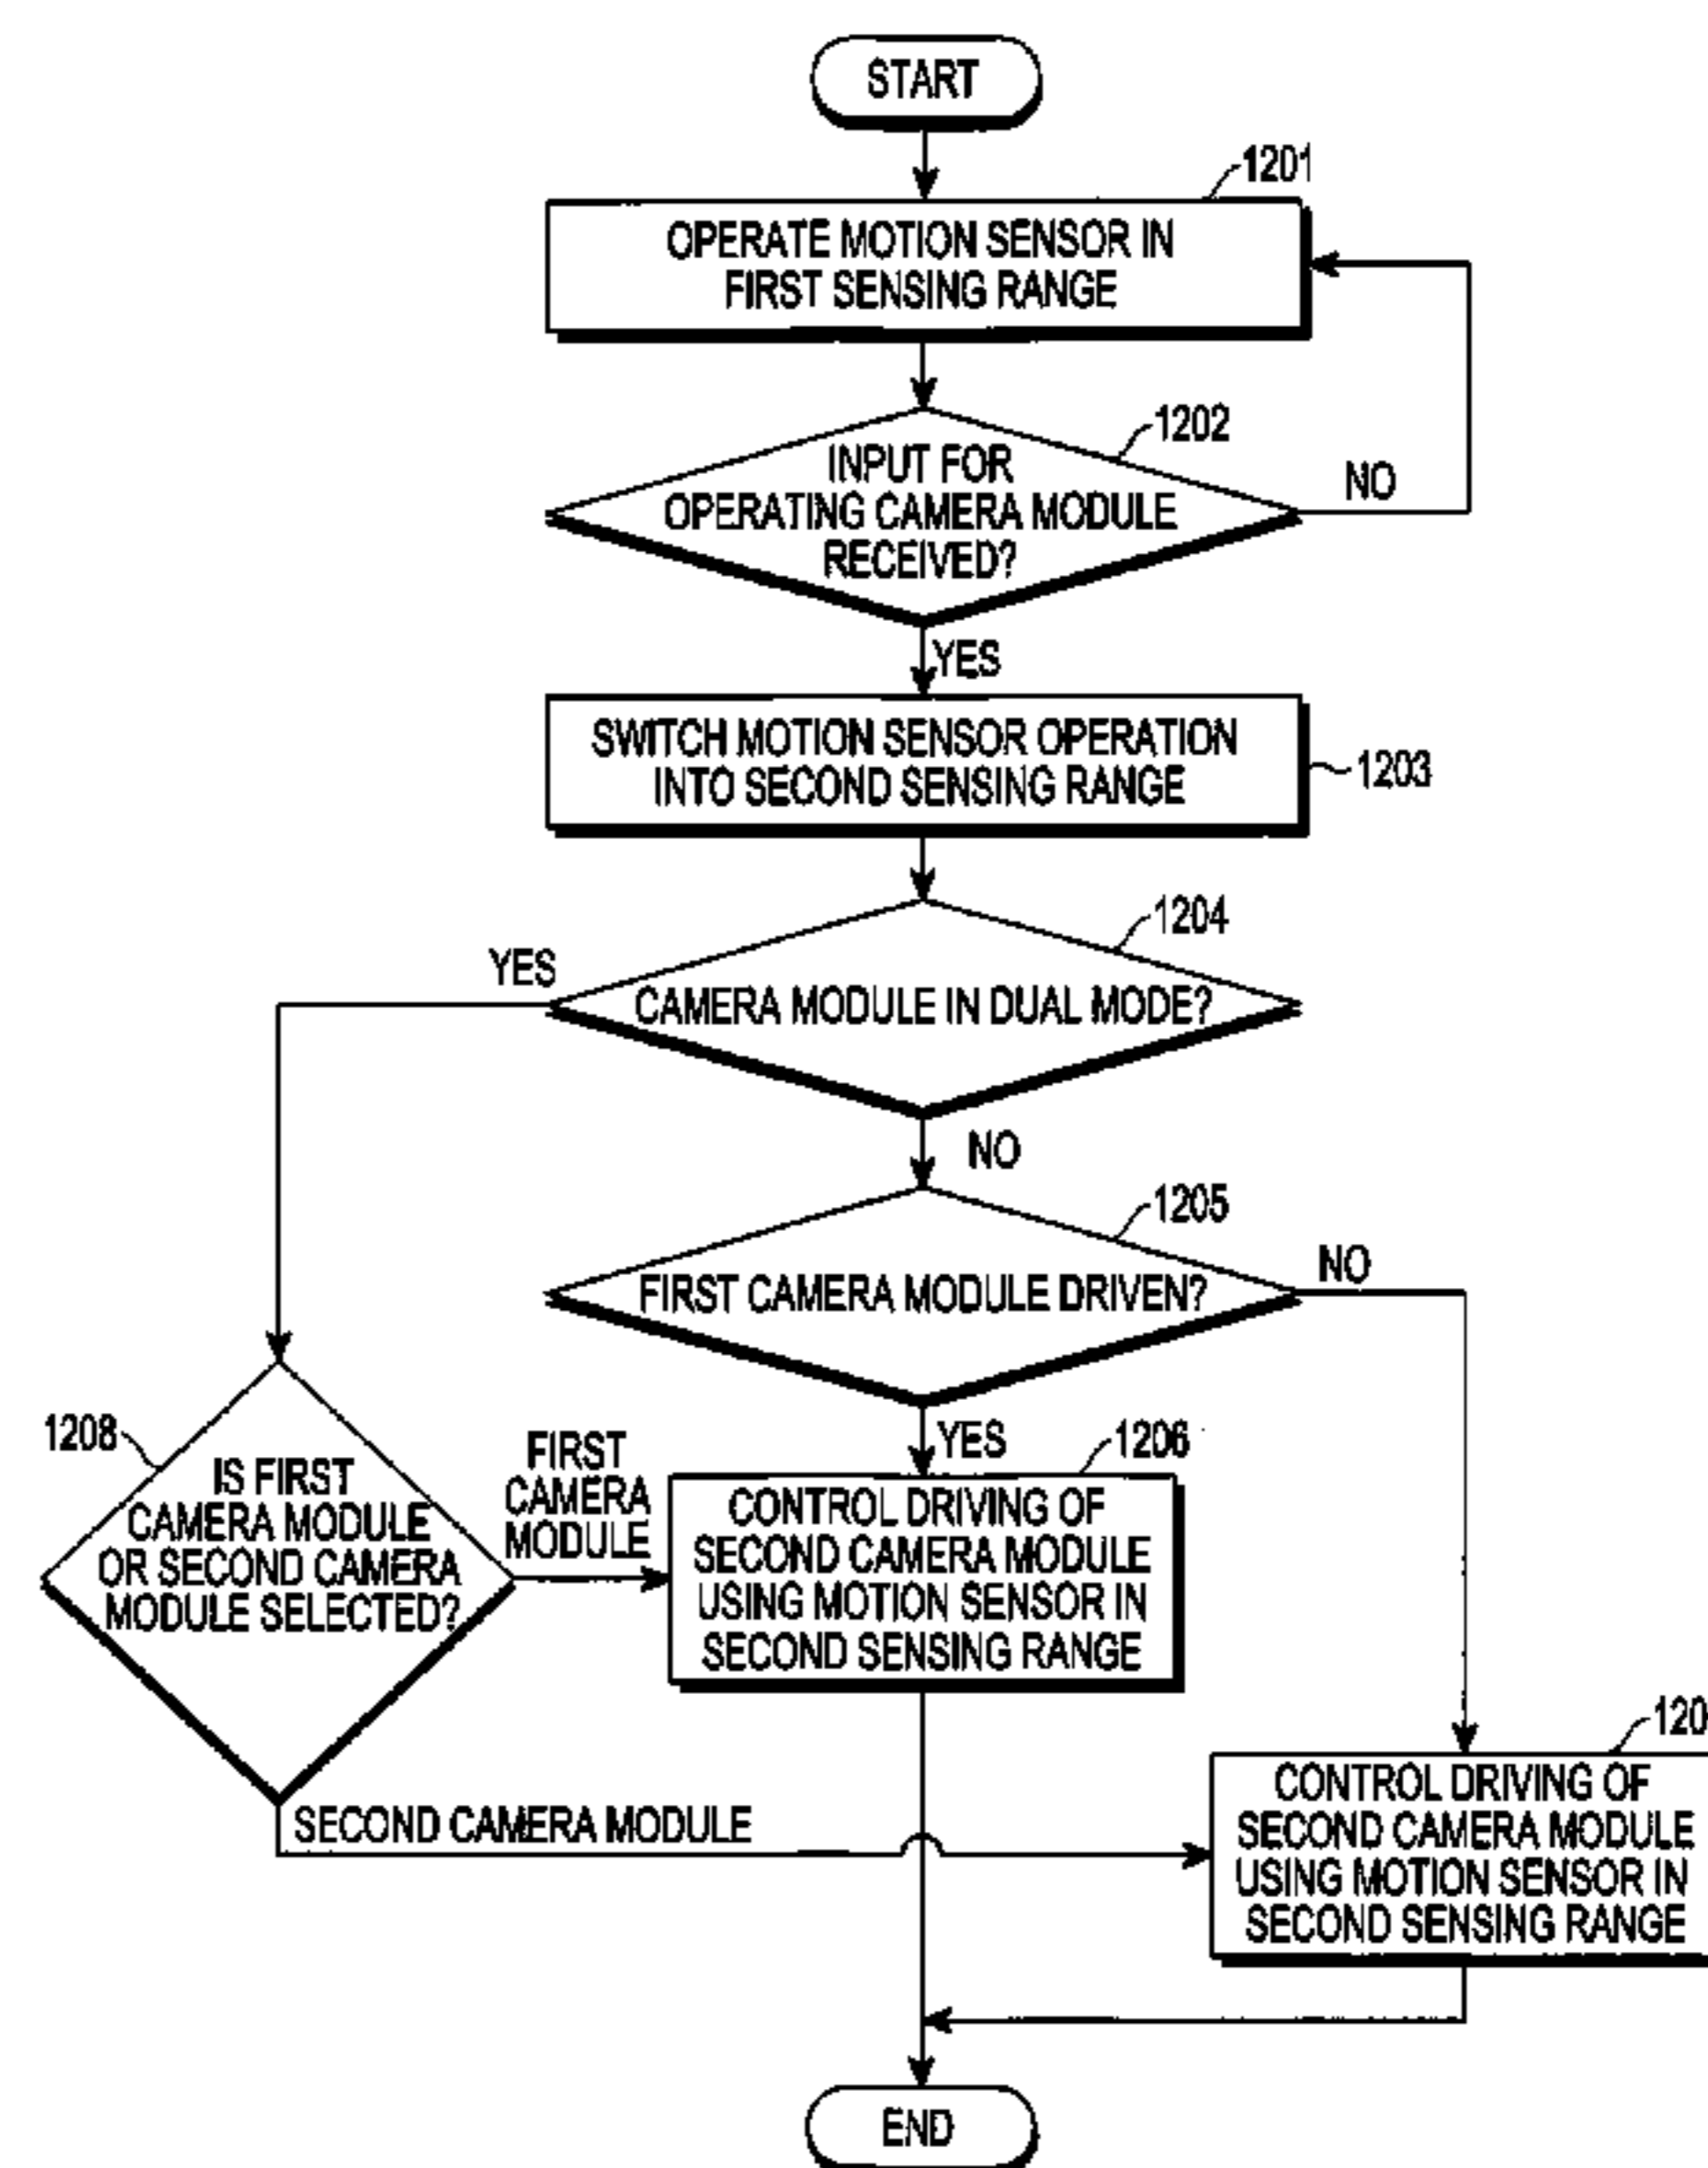 START
1201
OPERATE MOTION SENSOR IN
FIRST SENSING RANGE
1202
INPUT FOR
OPERATING CAMERA MODULE
RECEIVED?
NO
YES
SWITCH MOTION SENSOR OPERATION
INTO SECOND SENSING RANGE
1203
1204
YES
CAMERA MODULE IN DUAL MODE?
NO
1205
NO
FIRST CAMERA MODULE DRIVEN?
YES
1206
1208
IS FIRST
CAMERA MODULE
OR SECOND CAMERA
MODULE SELECTED?
FIRST
CAMERA
MODULE
CONTROL DRIVING OF
SECOND CAMERA MODULE
USING MOTION SENSOR IN
SECOND SENSING RANGE
SECOND CAMERA MODULE
CONTROL DRIVING OF
SECOND CAMERA MODULE
USING MOTION SENSOR IN
SECOND SENSING RANGE
END